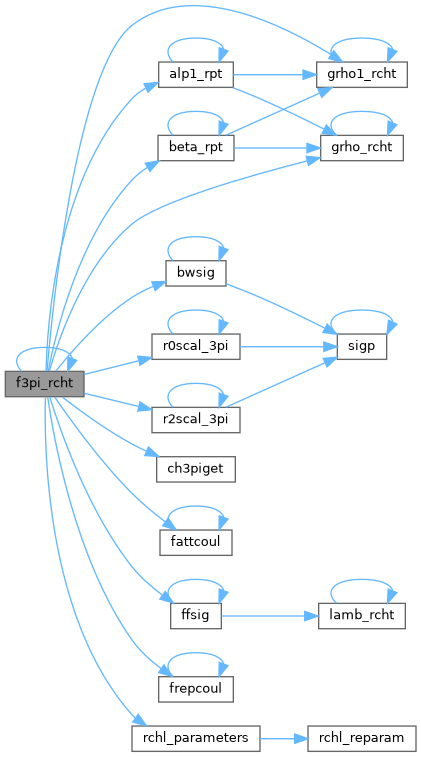 alp1_rpt
grho1_rcht
beta_rpt
grho_rcht
bwsig
r0scal_3pi
sigp
f3pi_rcht
r2scal_3pi
ch3piget
fattcoul
ffsig
lamb_rcht
frepcoul
rchl_parameters
rchl_reparam